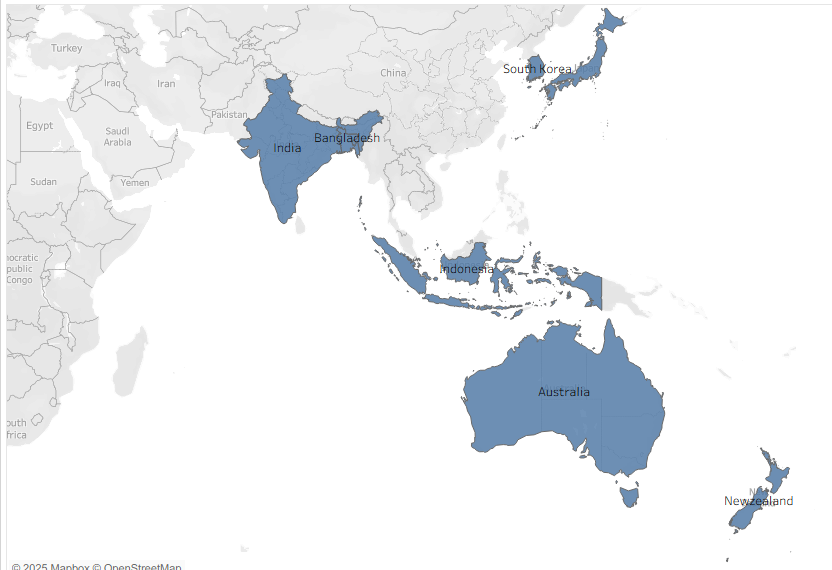 Turkey
China
South Korea
Iraq
Iran
Pakistan
Egypt
Saudi
Arabia
Bangladesh
India
Sudan
Yemen
ocratic
public
Congo
Indonesia
Australia
outh
frica
Newzealand
© 2025 Mapbox © OpenStreetMap